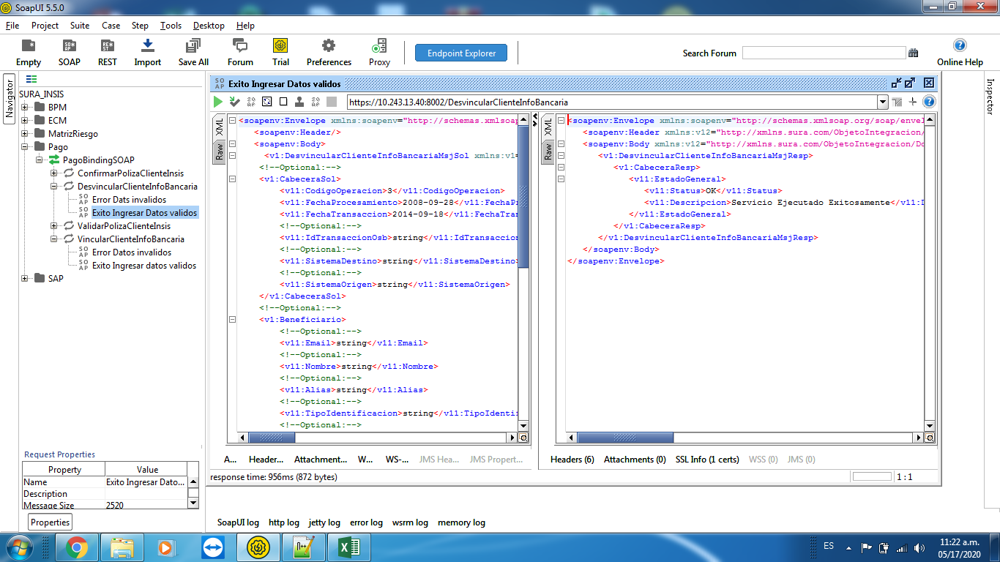 SoapUI 5.5.0
File Project Suite Case Step Tools Desktop Help
Empty SOAP REST Import Save All Forum Trial Preferences Proxy Endpoint Explorer Search Forum Online Help
Navigator
Inspector
SURA_INSIS
BPM
ECM
MatrizRiesgo
Pago
PagoBindingSOAP
ConfirmarPolizaClienteInsis
DesvincularClienteInfoBancaria
Error Dats invalidos
Exito Ingresar Datos validos
ValidarPolizaClienteInsis
VincularClienteInfoBancaria
Error Datos invalidos
Exito Ingresar datos validos
SAP
Request Properties
Property Value
Name Exito Ingresar Dato...
Description
Message Size 2520
Properties
Exito Ingresar Datos validos
https://10.243.13.40:8002/DesvincularClienteInfoBancaria
XML
Raw
<soapenv:Envelope xmlns:soapenv="http://schemas.xmlsoap
<soapenv:Header/>
<soapenv:Body>
<v1:DesvincularClienteInfoBancariaMsjSol xmlns:v1=
<!--Optional:-->
<v1:CabeceraSol>
<v11:CodigoOperacion>3</v11:CodigoOperacion>
<v11:FechaProcesamiento>2008-09-28</v11:FechaPr
<v11:FechaTransaccion>2014-09-18</v11:FechaTran
<!--Optional:-->
<v11:IdTransaccionOsb>string</v11:IdTransaccion
<!--Optional:-->
<v11:SistemaDestino>string</v11:SistemaDestino>
<!--Optional:-->
<v11:SistemaOrigen>string</v11:SistemaOrigen>
</v1:CabeceraSol>
<!--Optional:-->
<v1:Beneficiario>
<!--Optional:-->
<v11:Email>string</v11:Email>
<!--Optional:-->
<v11:Nombre>string</v11:Nombre>
<!--Optional:-->
<v11:Alias>string</v11:Alias>
<!--Optional:-->
<v11:TipoIdentificacion>string</v11:TipoIdentif
<!--Optional:-->
A... Header... Attachment... W... WS-... JMS Hea... JMS Propert...
XML
Raw
<soapenv:Envelope xmlns:soapenv="http://schemas.xmlsoap.org/soap/envel
<soapenv:Header xmlns:v12="http://xmlns.sura.com/ObjetoIntegracion/
<soapenv:Body xmlns:v12="http://xmlns.sura.com/ObjetoIntegracion/Do
<v1:DesvincularClienteInfoBancariaMsjResp>
<v1:CabeceraResp>
<v11:EstadoGeneral>
<v11:Status>OK</v11:Status>
<v11:Descripcion>Servicio Ejecutado Exitosamente</v11:D
</v11:EstadoGeneral>
</v1:CabeceraResp>
</v1:DesvincularClienteInfoBancariaMsjResp>
</soapenv:Body>
</soapenv:Envelope>
Headers (6) Attachments (0) SSL Info (1 certs) WSS (0) JMS (0)
response time: 956ms (872 bytes) 1 : 1
SoapUI log http log jetty log error log wsrm log memory log
ES 11:22 a.m.
05/17/2020